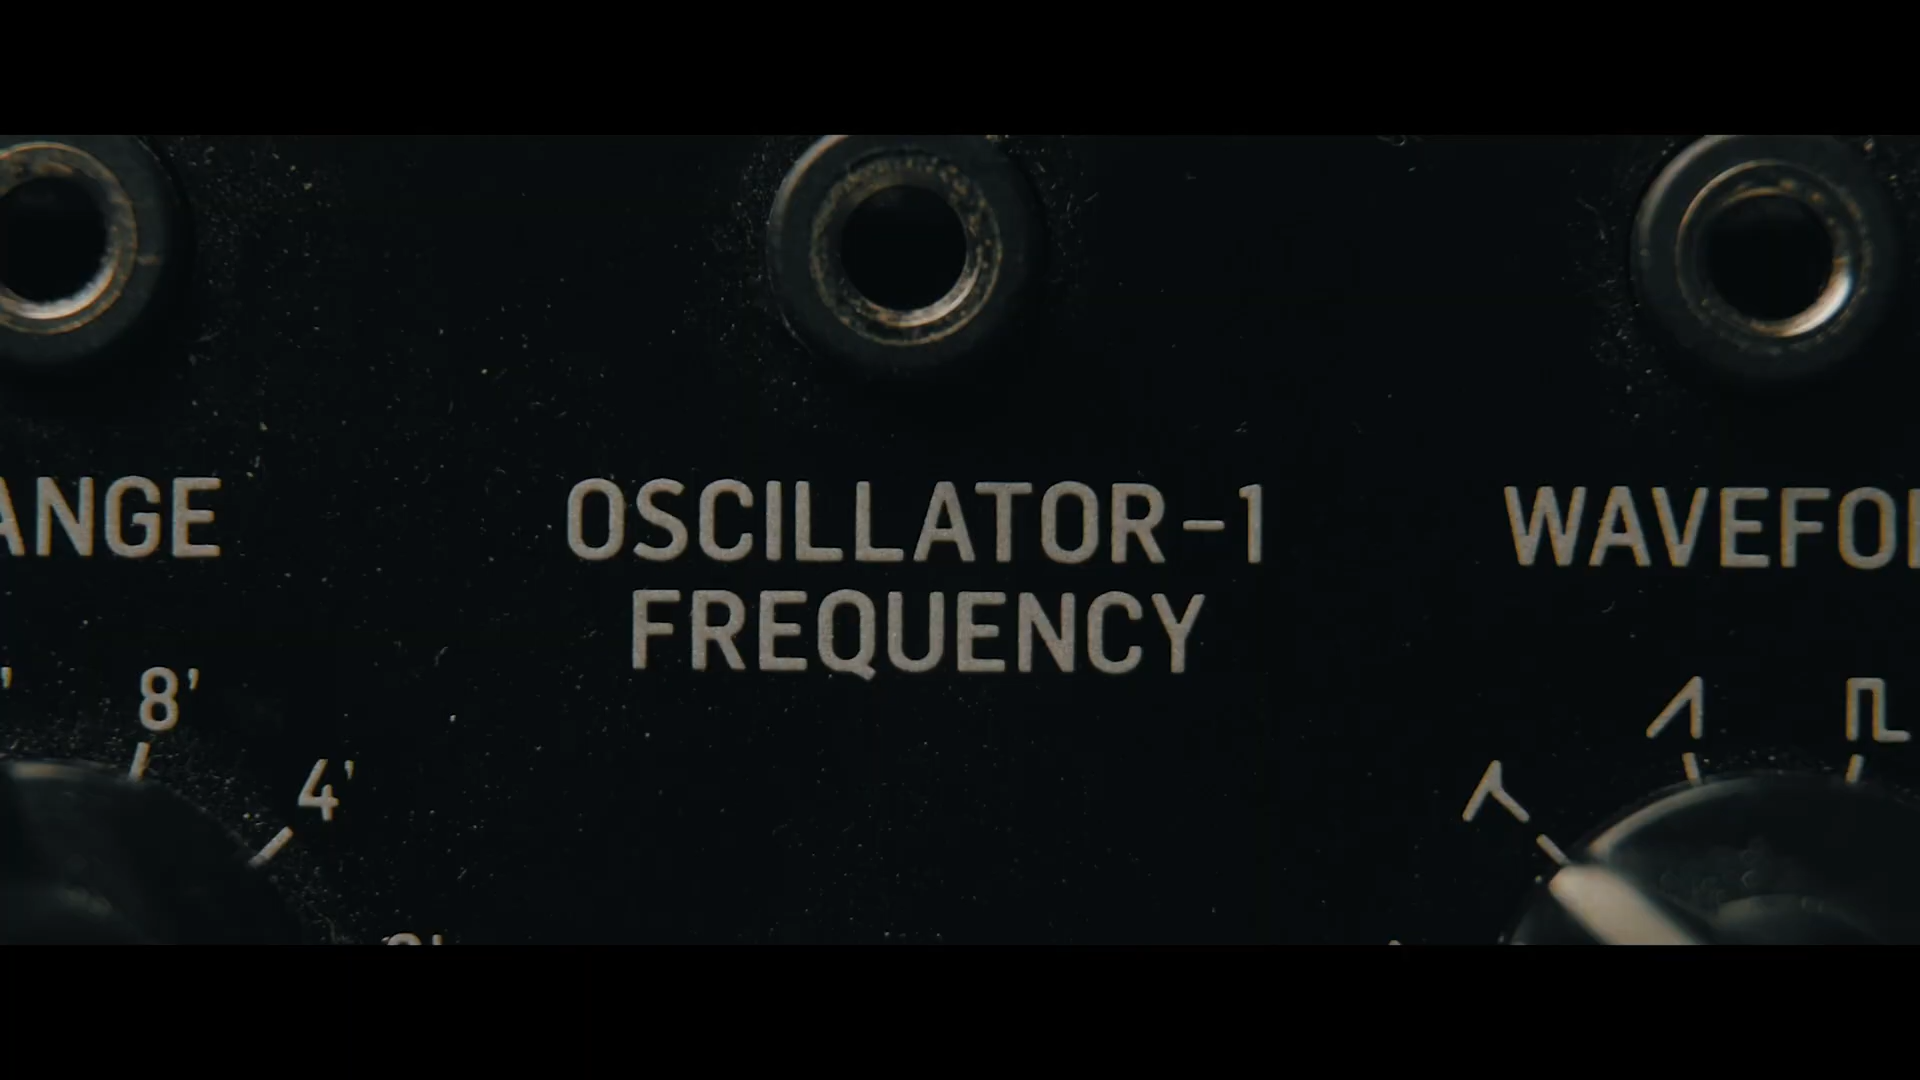 ANGE
OSCILLATOR-1
FREQUENCY
WAVEFO
8'
4'